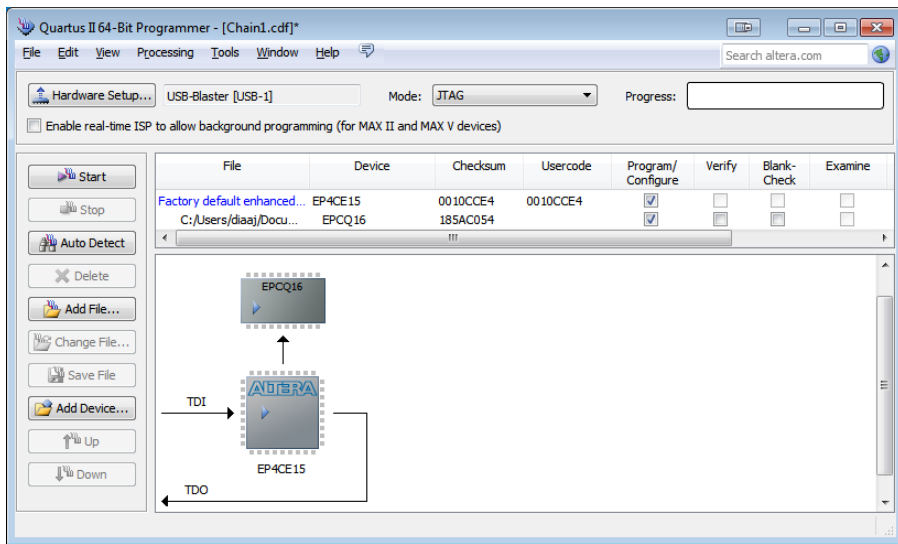 Quartus II 64-Bit Programmer - [Chain1.cdf]*
File Edit View Processing Tools Window Help
Search altera.com
Hardware Setup... USB-Blaster [USB-1] Mode: JTAG Progress:
Enable real-time ISP to allow background programming (for MAX II and MAX V devices)
File Device Checksum Usercode Program/ Verify Blank- Examine
Configure Check
Factory default enhanced... EP4CE15 0010CCE4 0010CCE4
C:/Users/diaaj/Docu... EPCQ16 185AC054
Start
Stop
Auto Detect
Delete
Add File...
Change File...
Save File
Add Device...
Up
Down
EPCQ16
ALTERA
TDI
EP4CE15
TDO